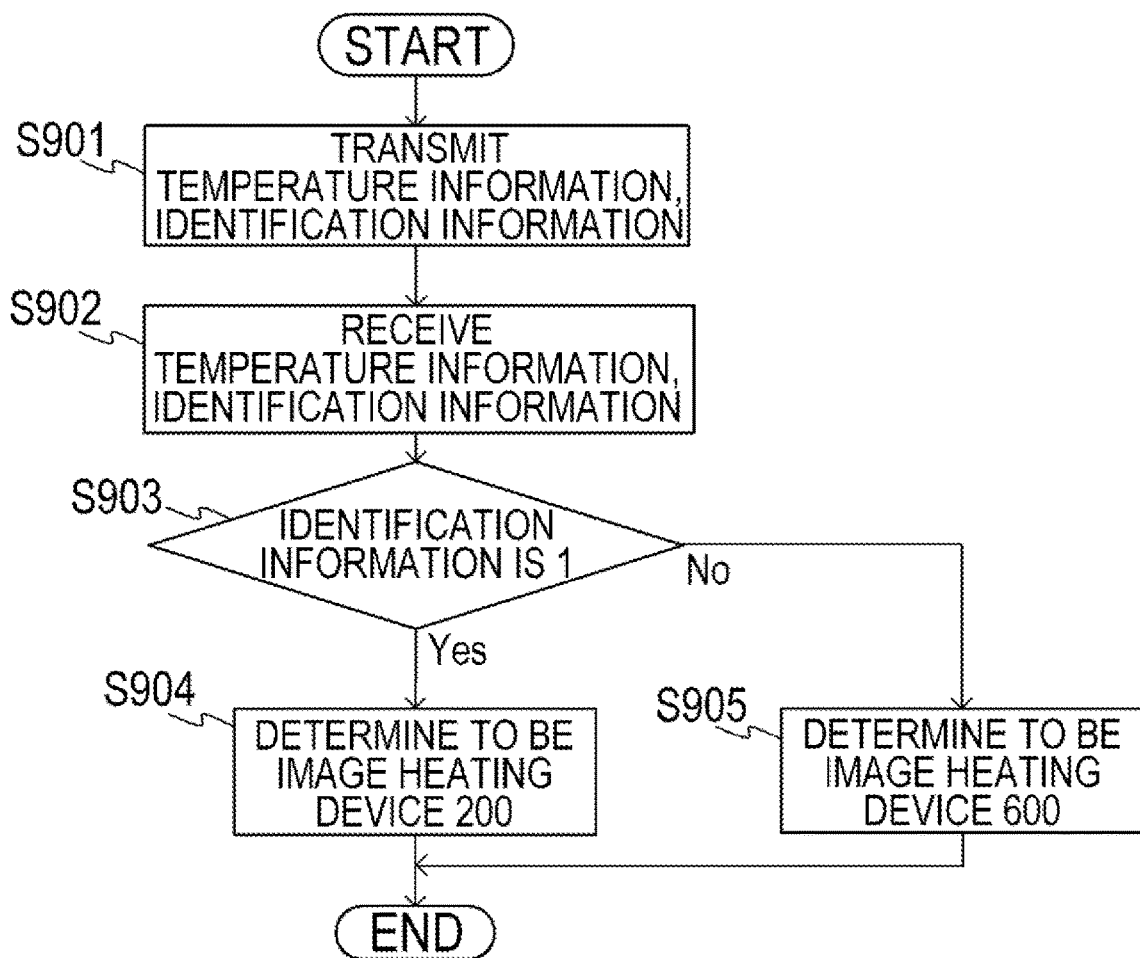 START
S901
TRANSMIT
TEMPERATURE INFORMATION,
IDENTIFICATION INFORMATION
S902
RECEIVE
TEMPERATURE INFORMATION,
IDENTIFICATION INFORMATION
S903
IDENTIFICATION
INFORMATION IS 1
No
Yes
S904
DETERMINE TO BE
IMAGE HEATING
DEVICE 200
S905
DETERMINE TO BE
IMAGE HEATING
DEVICE 600
END